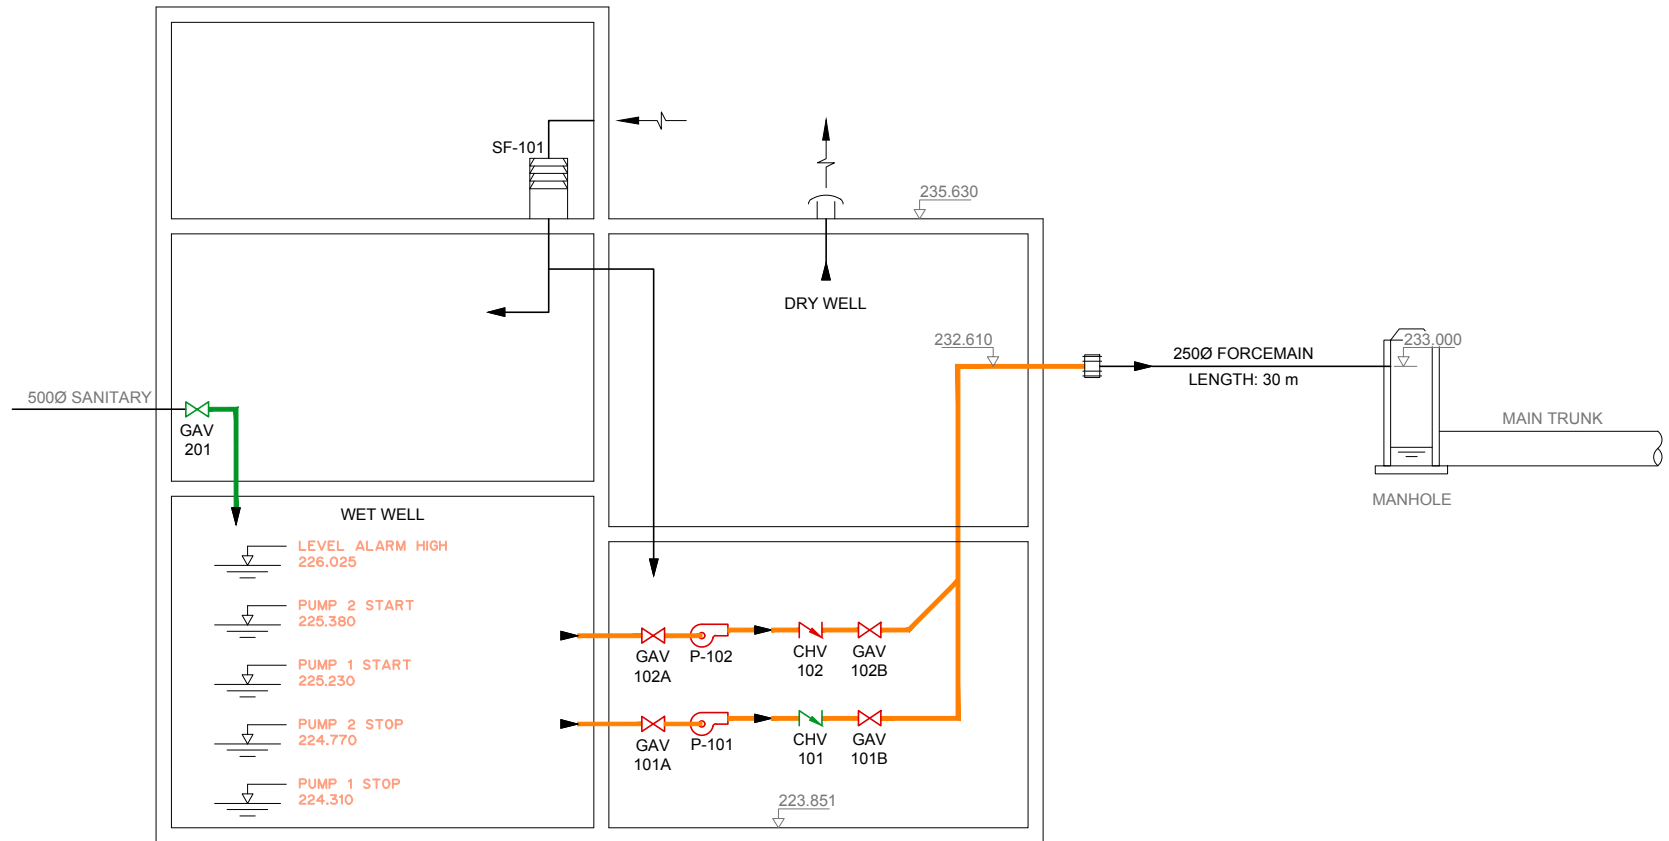 SF-101
235.630
DRY WELL
232.610
250Ø FORCEMAIN
LENGTH: 30 m
233.000
500Ø SANITARY
GAV
201
MAIN TRUNK
MANHOLE
WET WELL
LEVEL ALARM HIGH
226.025
PUMP 2 START
225.380
PUMP 1 START
225.230
PUMP 2 STOP
224.770
PUMP 1 STOP
224.310
GAV
102A
P-102
CHV
102
GAV
102B
GAV
101A
P-101
CHV
101
GAV
101B
223.851